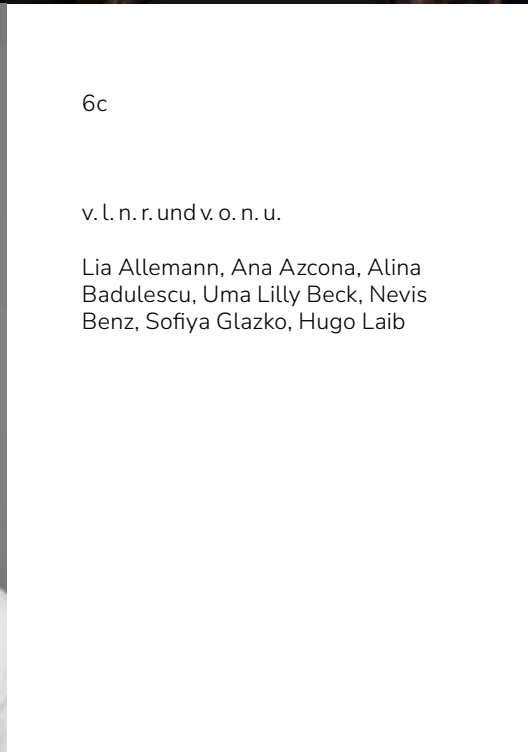 6c
v. l. n. r. und v. o. n. u.
Lia Allemann, Ana Azcona, Alina
Badulescu, Uma Lilly Beck, Nevis
Benz, Sofiya Glazko, Hugo Laib